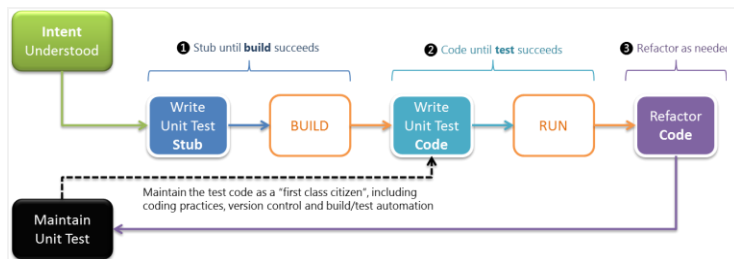 Intent
Understood
❶ Stub until build succeeds
❷ Code until test succeeds
❸ Refactor as needed
Write
Unit Test
Stub
BUILD
Write
Unit Test
Code
RUN
Refactor
Code
Maintain the test code as a "first class citizen", including
coding practices, version control and build/test automation
Maintain
Unit Test